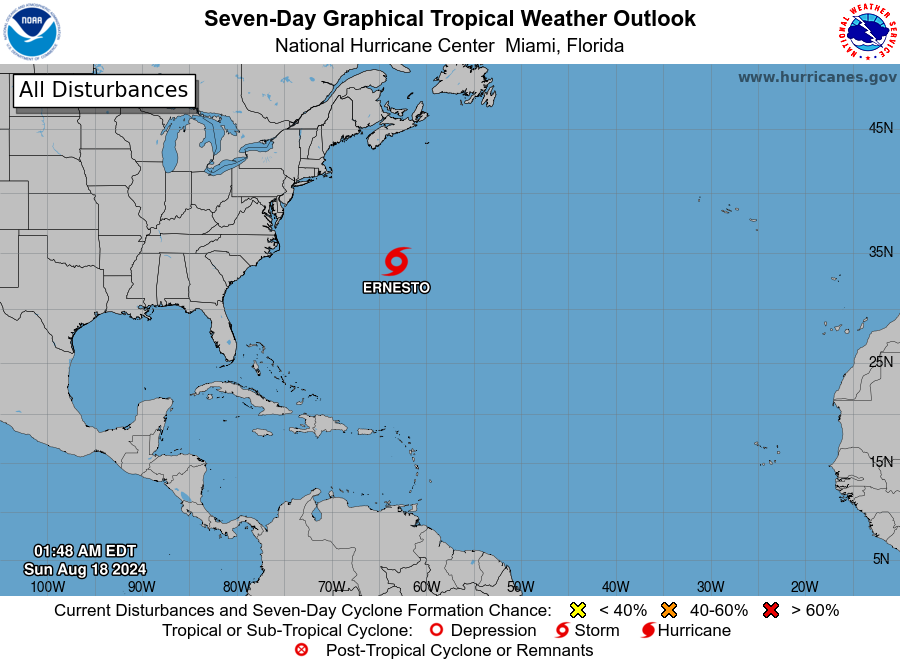 Seven-Day Graphical Tropical Weather Outlook
National Hurricane Center Miami, Florida
NOAA
NATIONAL WEATHER SERVICE
www.hurricanes.gov
All Disturbances
45N
35N
ERNESTO
25N
15N
01:48 AM EDT
Sun Aug 18 2024
5N
100W 90W 80W 70W 60W 50W 40W 30W 20W
Current Disturbances and Seven-Day Cyclone Formation Chance: < 40% 40-60% > 60%
Tropical or Sub-Tropical Cyclone: Depression Storm Hurricane
Post-Tropical Cyclone or Remnants